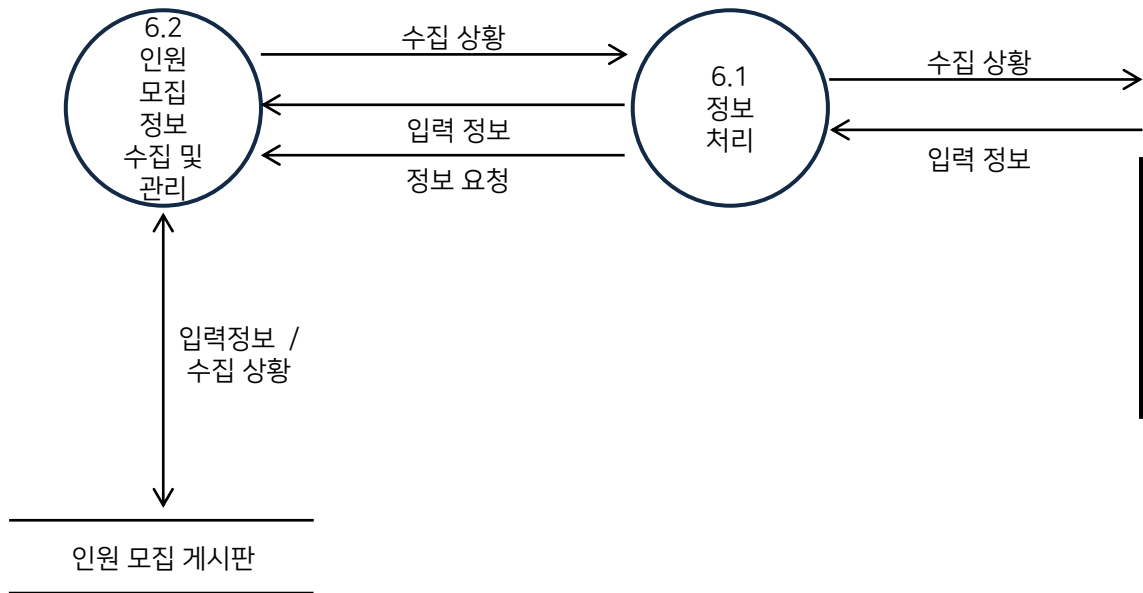 6.2
인원
모집
정보
수집 및
관리
수집 상황
입력 정보
정보 요청
6.1
정보
처리
수집 상황
입력 정보
입력정보 /
수집 상황
인원 모집 게시판